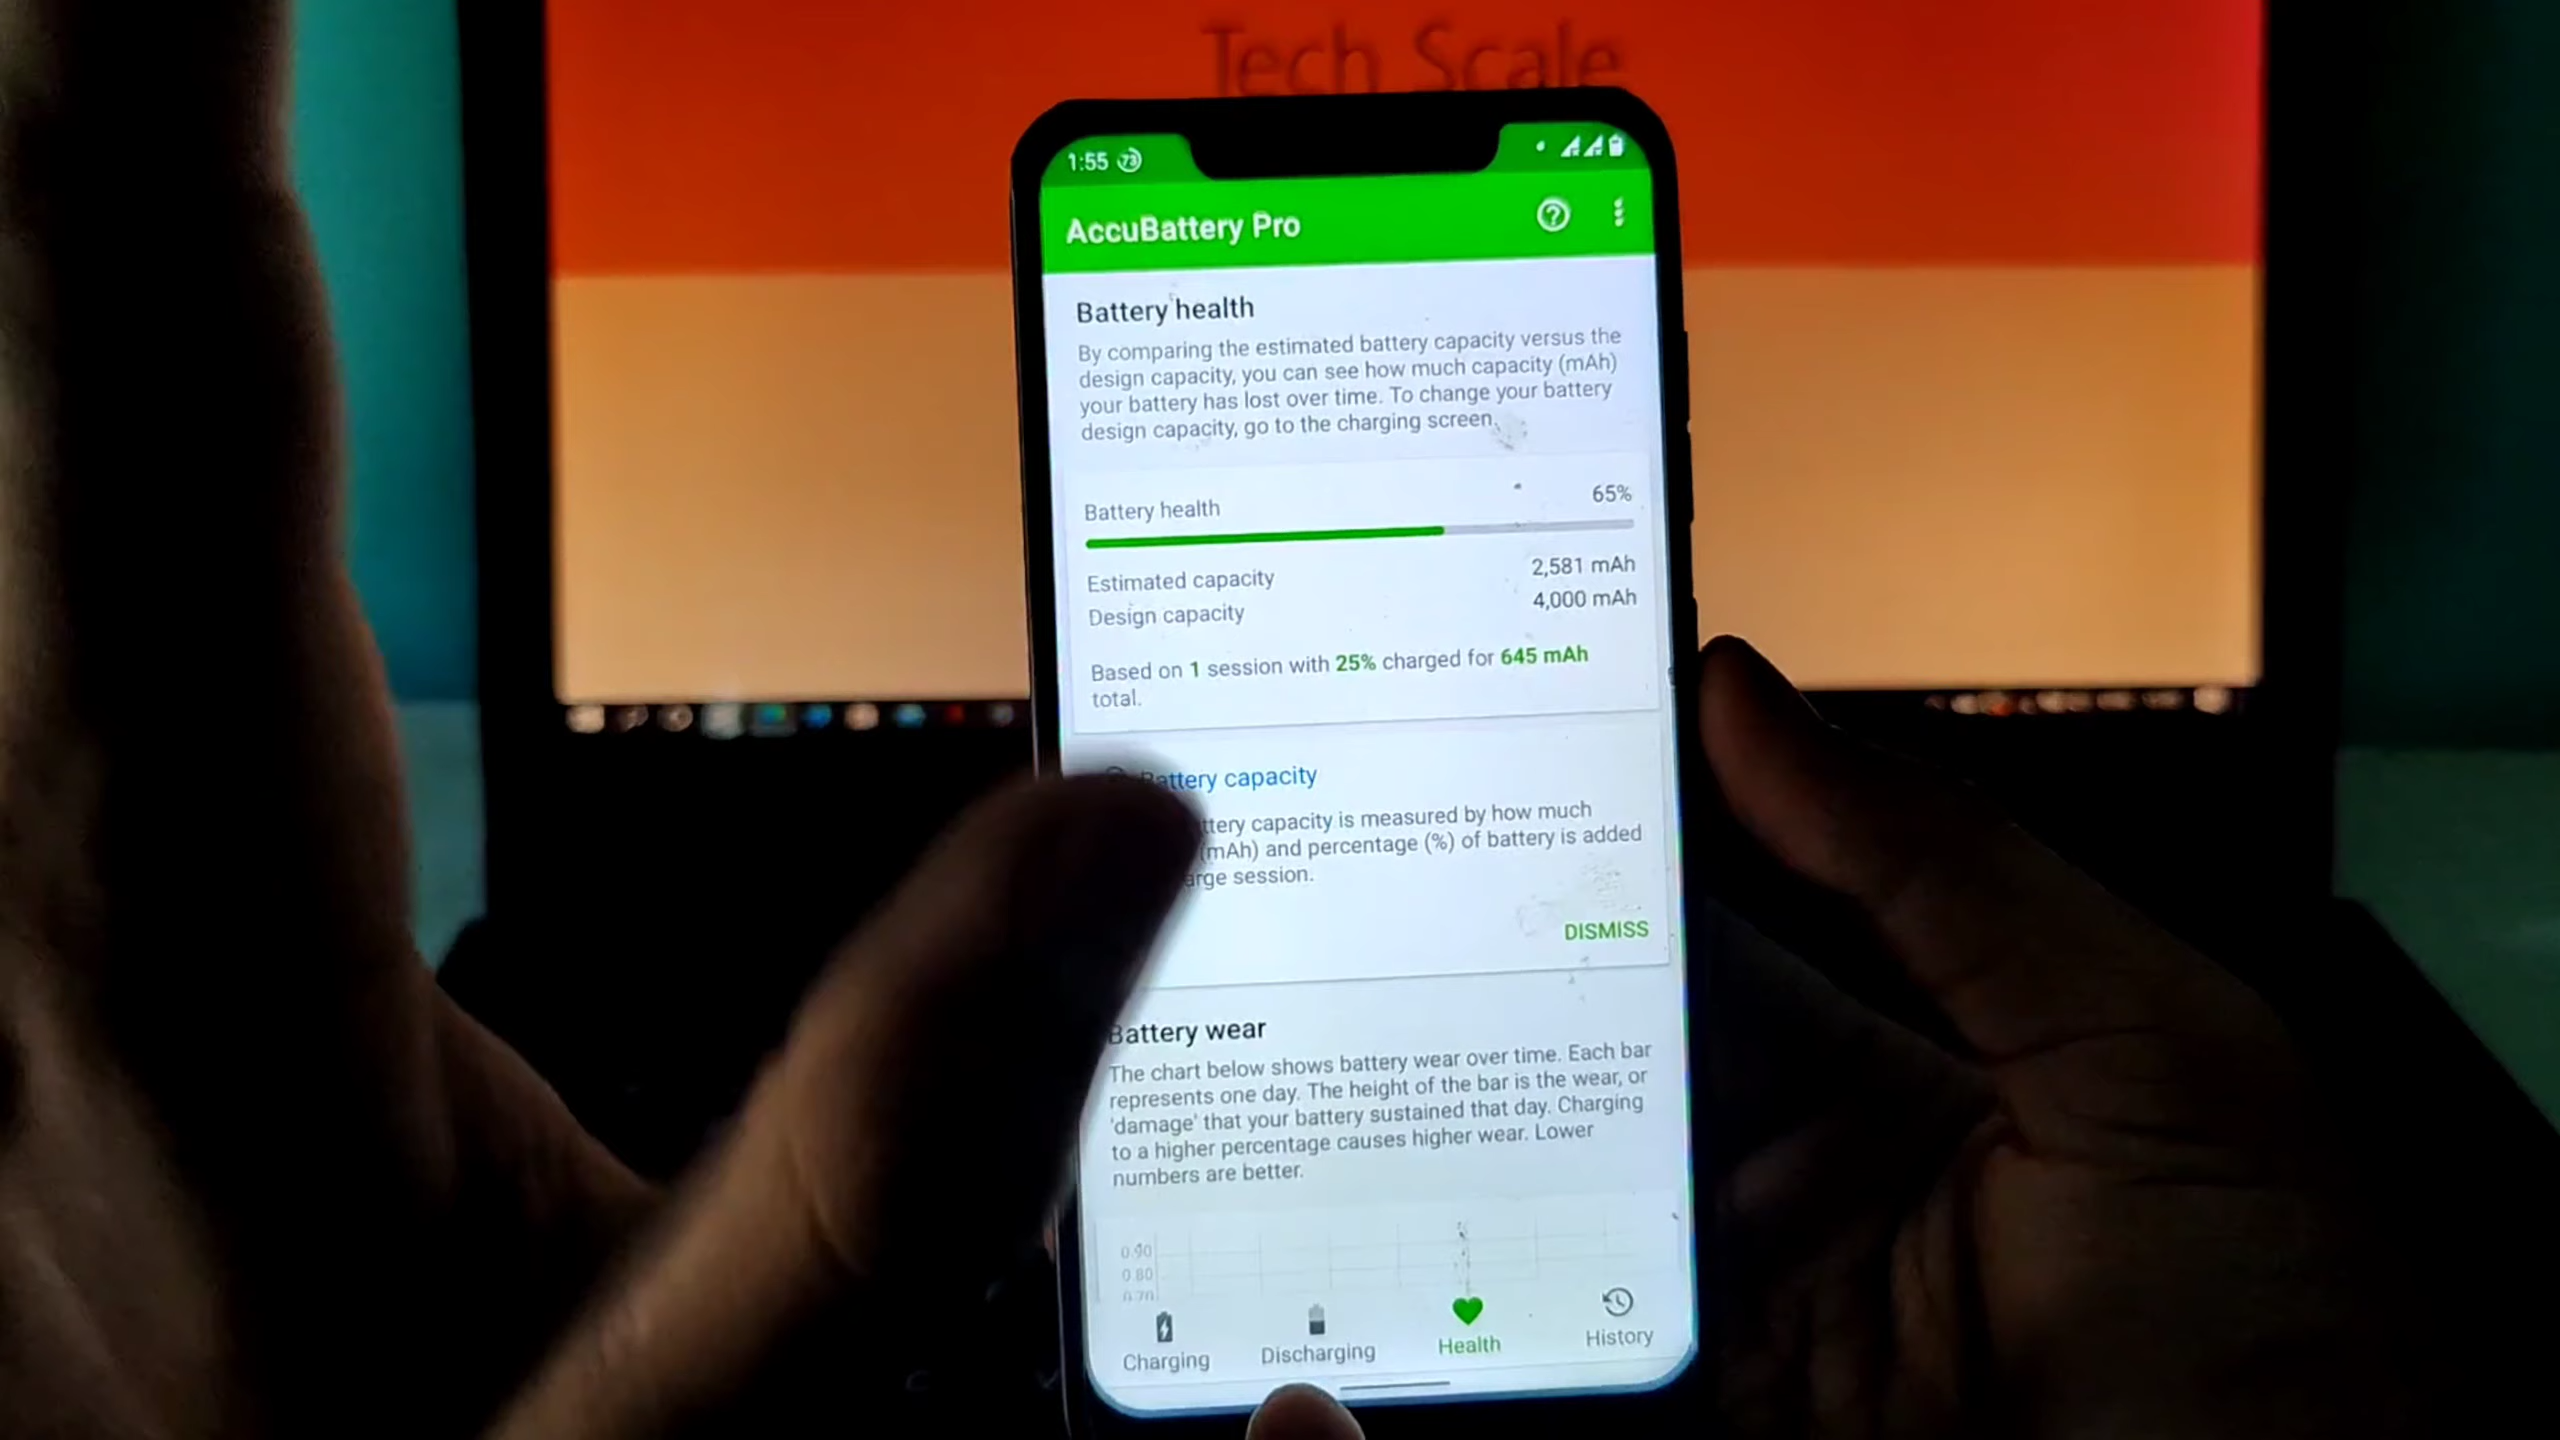 Tech Scale
1:55 73
AccuBattery Pro
Battery health
By comparing the estimated battery capacity versus the
design capacity, you can see how much capacity (mAh)
your battery has lost over time. To change your battery
design capacity, go to the charging screen.
Battery health 65%
Estimated capacity 2,581 mAh
Design capacity 4,000 mAh
Based on 1 session with 25% charged for 645 mAh
total.
Battery capacity
capacity is measured by how much
(mAh) and percentage (%) of battery is added
session.
DISMISS
Battery wear
The chart below shows battery wear over time. Each bar
represents one day. The height of the bar is the wear, or
'damage' that your battery sustained that day. Charging
to a higher percentage causes higher wear. Lower
numbers are better.
0.90
0.80
0.70
Charging Discharging Health History